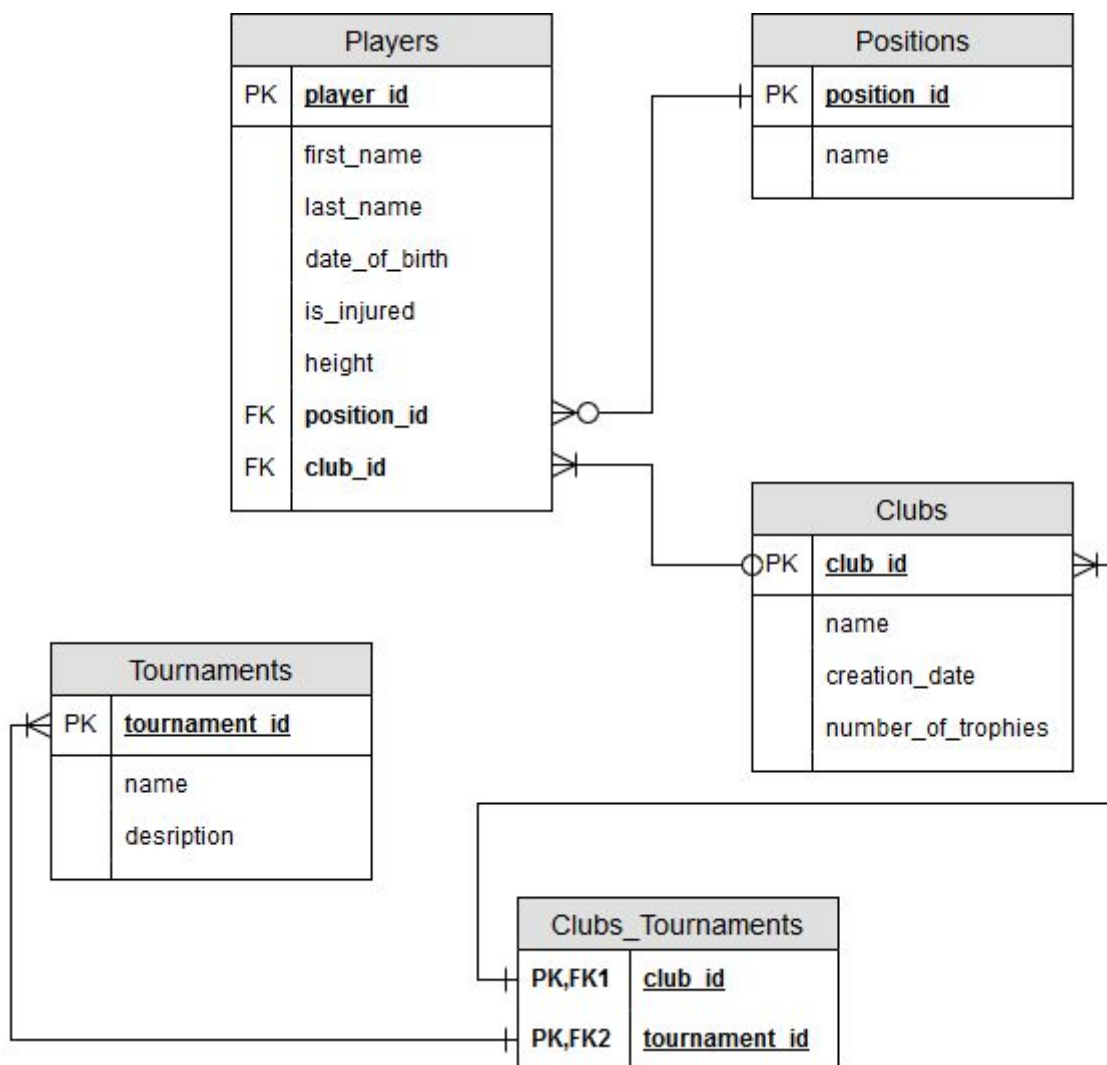 Players
PK player_id
first_name
last_name
date_of_birth
is_injured
height
FK position_id
FK club_id
Positions
PK position_id
name
Clubs
PK club_id
name
creation_date
number_of_trophies
Tournaments
PK tournament_id
name
desription
Clubs_Tournaments
PK,FK1 club_id
PK,FK2 tournament_id